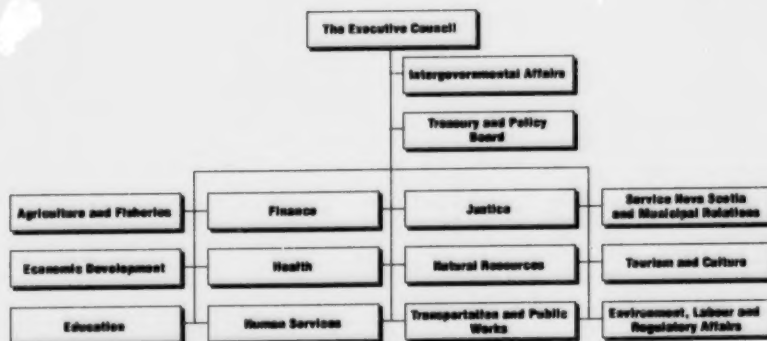 The Executive Council
Intergovernmental Affairs
Treasury and Policy
Board
Agriculture and Fisheries
Finance
Justice
Service Nova Scotia
and Municipal Relations
Economic Development
Health
Natural Resources
Tourism and Culture
Education
Human Services
Transportation and Public
Works
Environment, Labour and
Regulatory Affairs